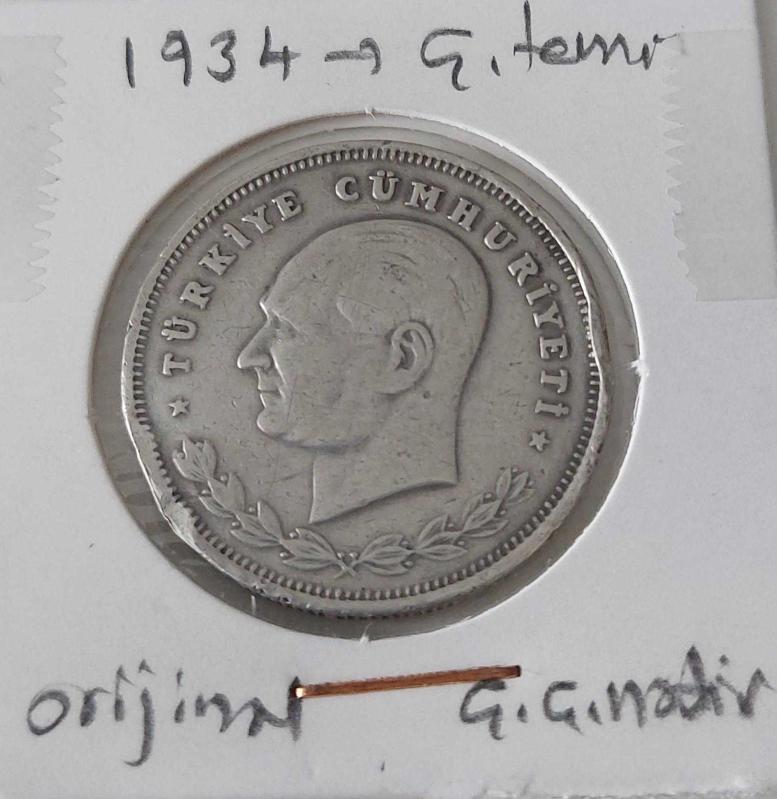 1934 → Ç. temiz
★ TÜRKİYE CÜMHURİYETİ ★
orijinal Ç. Ç. nadir